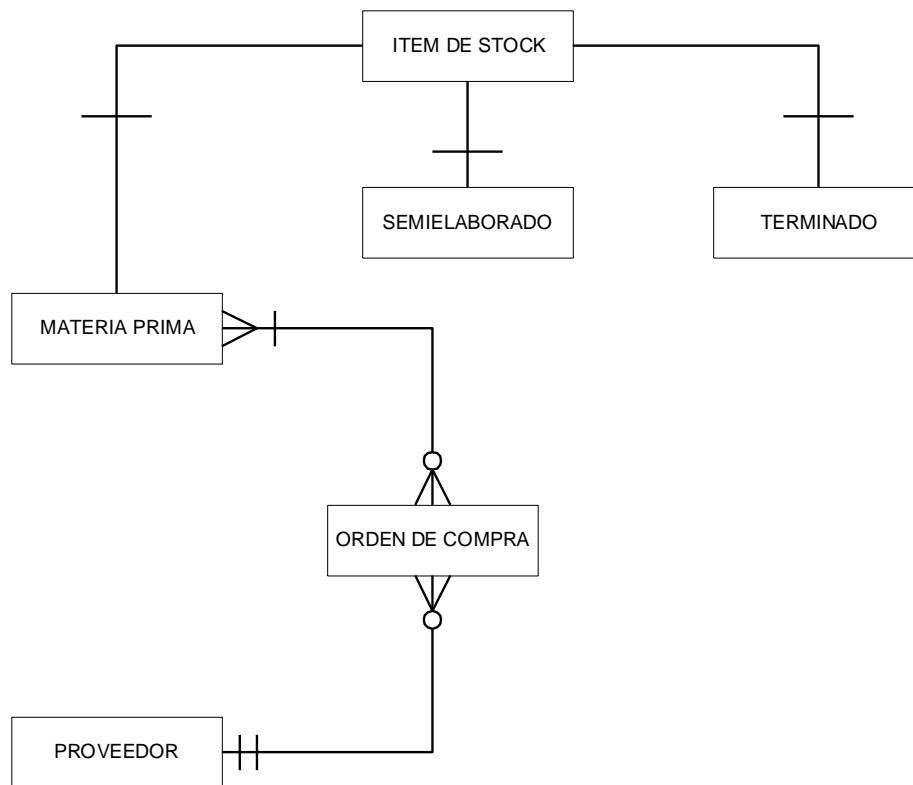 ITEM DE STOCK
SEMIELABORADO
TERMINADO
MATERIA PRIMA
ORDEN DE COMPRA
PROVEEDOR